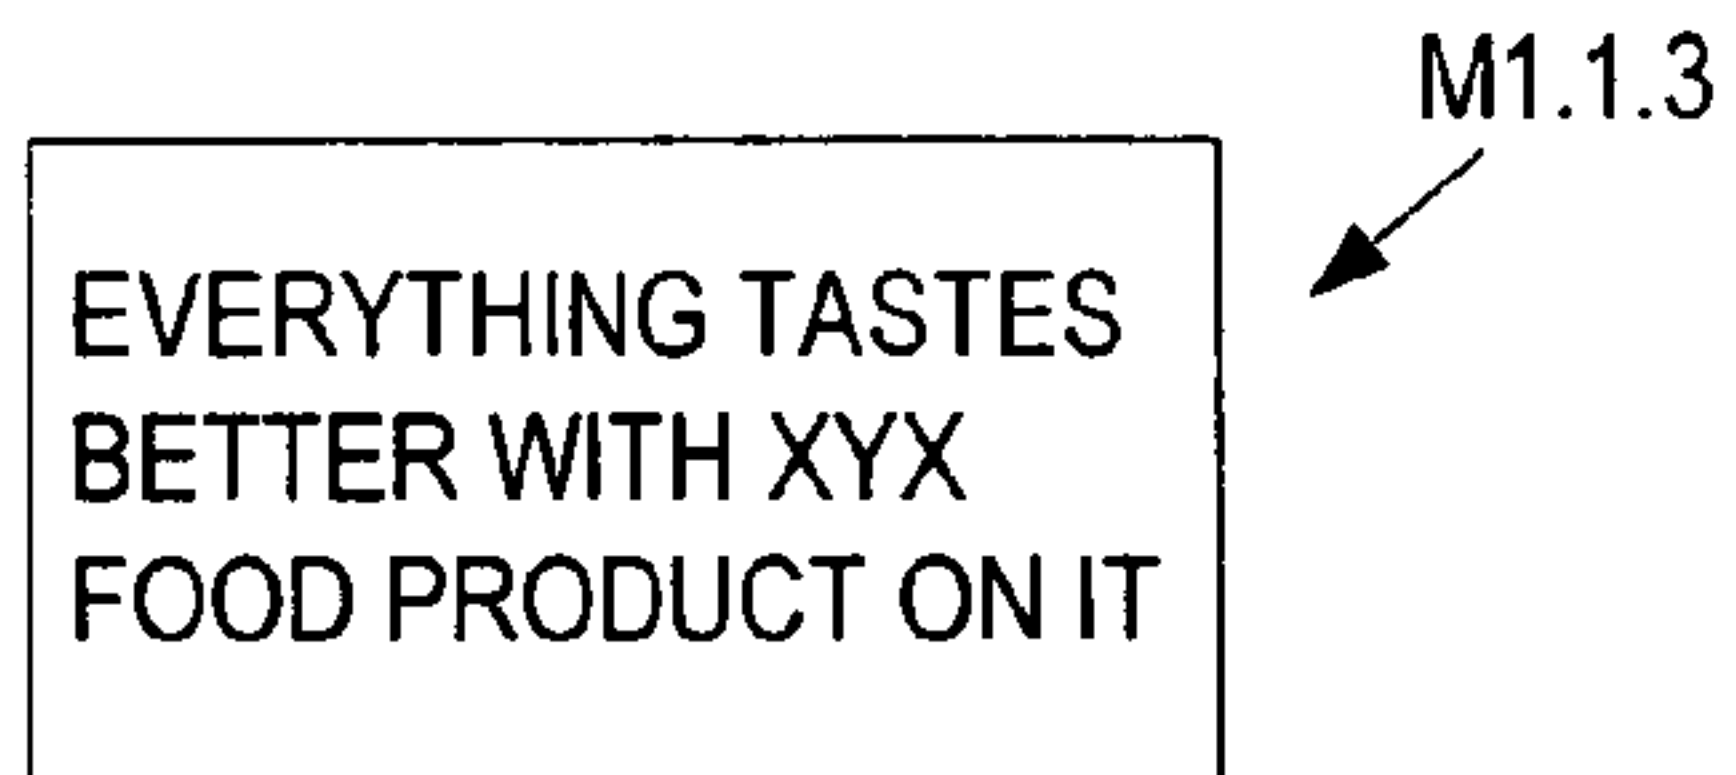 M1.1.3
EVERYTHING TASTES
BETTER WITH XYX
FOOD PRODUCT ON IT